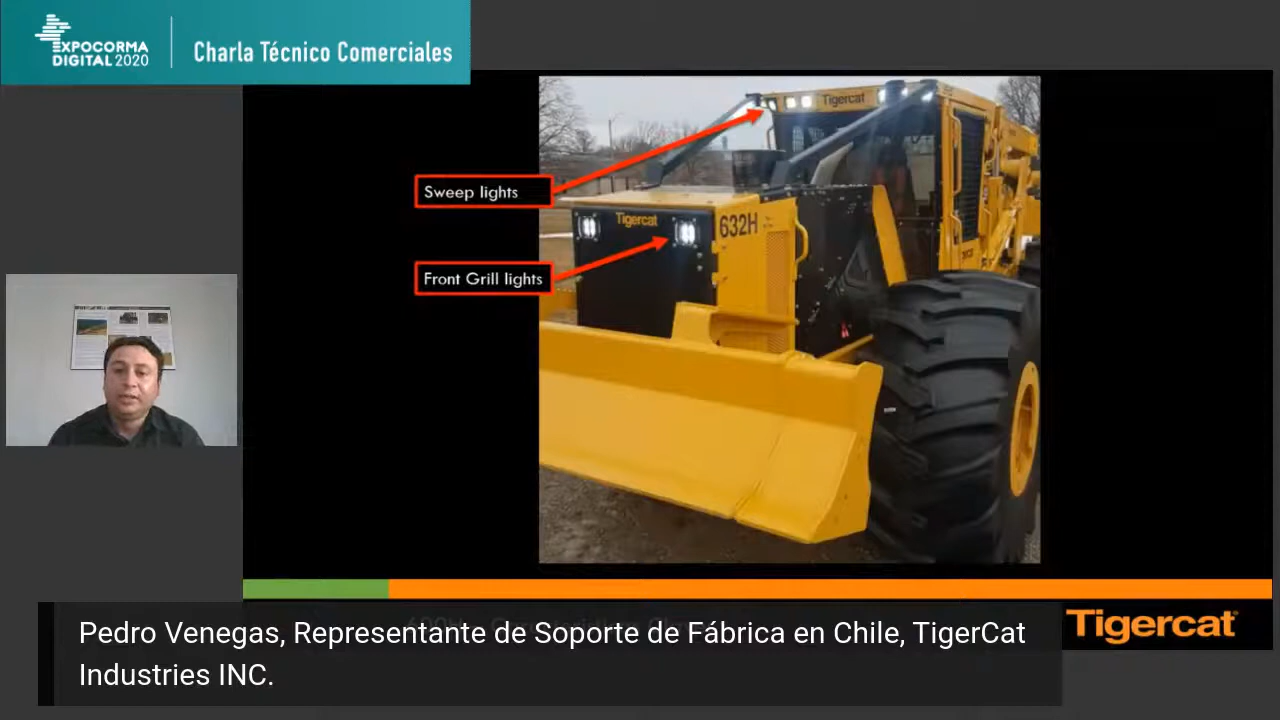 EXPOCORMA
DIGITAL 2020
Charla Técnico Comerciales
Tigercat
Sweep lights
Tigercat
632H
Front Grill lights
Pedro Venegas, Representante de Soporte de Fábrica en Chile, TigerCat
Industries INC.
Tigercat